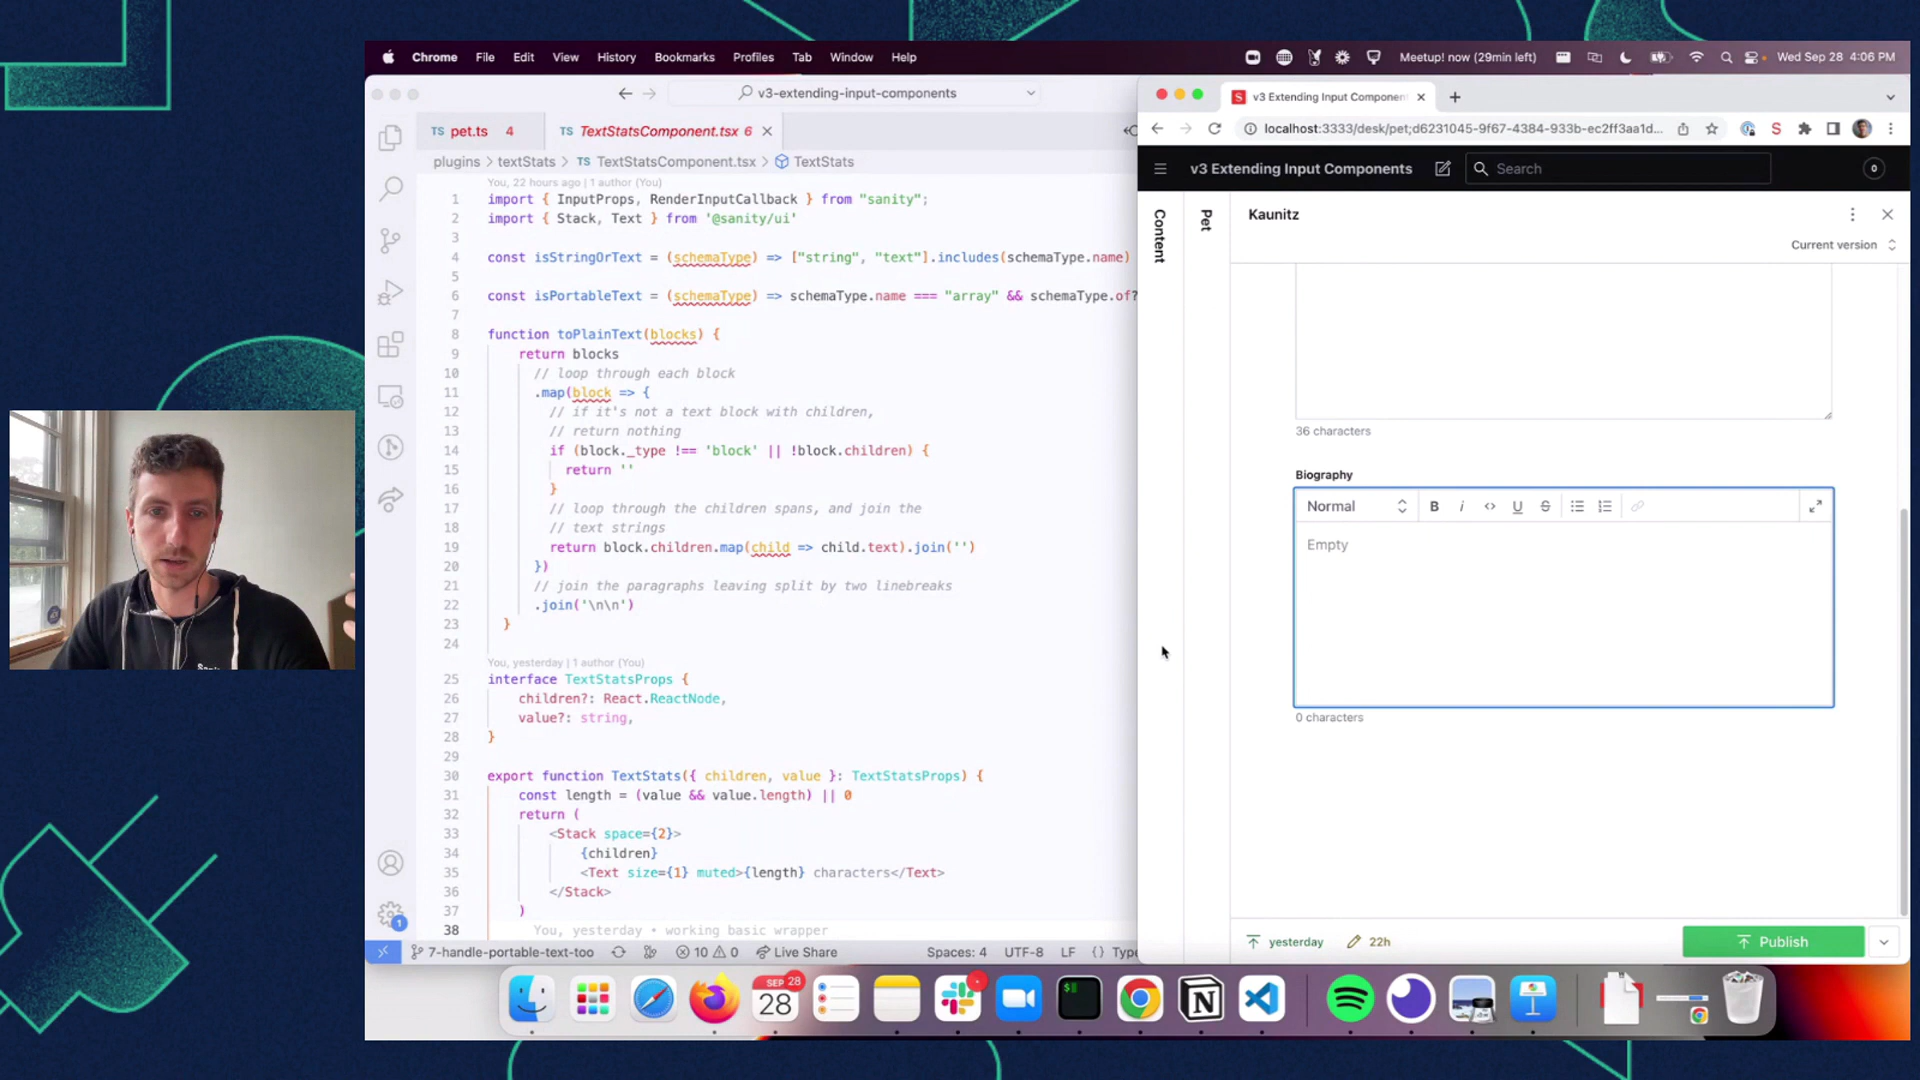 Chrome File Edit View History Bookmarks Profiles Tab Window Help
Meetup! now (29min left)
Wed Sep 28 4:06 PM
v3-extending-input-components
TS pet.ts 4
TS TextStatsComponent.tsx 6
plugins > textStats > TS TextStatsComponent.tsx > TextStats
You, 22 hours ago | 1 author (You)
1 import { InputProps, RenderInputCallback } from "sanity";
2 import { Stack, Text } from '@sanity/ui'
3
4 const isStringOrText = (schemaType) => ["string", "text"].includes(schemaType.name)
5
6 const isPortableText = (schemaType) => schemaType.name === "array" && schemaType.of?
7
8 function toPlainText(blocks) {
9 return blocks
10 // loop through each block
11 .map(block => {
12 // if it's not a text block with children,
13 // return nothing
14 if (block._type !== 'block' || !block.children) {
15 return ''
16 }
17 // loop through the children spans, and join the
18 // text strings
19 return block.children.map(child => child.text).join('')
20 })
21 // join the paragraphs leaving split by two linebreaks
22 .join('\n\n')
23 }
24
You, yesterday | 1 author (You)
25 interface TextStatsProps {
26 children?: React.ReactNode,
27 value?: string,
28 }
29
30 export function TextStats({ children, value }: TextStatsProps) {
31 const length = (value && value.length) || 0
32 return (
33 <Stack space={2}>
34 {children}
35 <Text size={1} muted>{length} characters</Text>
36 </Stack>
37 )
38 You, yesterday • working basic wrapper
1
7-handle-portable-text-too
10 0
Live Share
Spaces: 4 UTF-8 LF {} Type
v3 Extending Input Componen
localhost:3333/desk/pet;d6231045-9f67-4384-933b-ec2ff3aa1d...
v3 Extending Input Components
Search
0
Content
Pet
Kaunitz
Current version
36 characters
Biography
Normal B i <> U S
Empty
0 characters
yesterday
22h
Publish
SEP 28
28
$
N